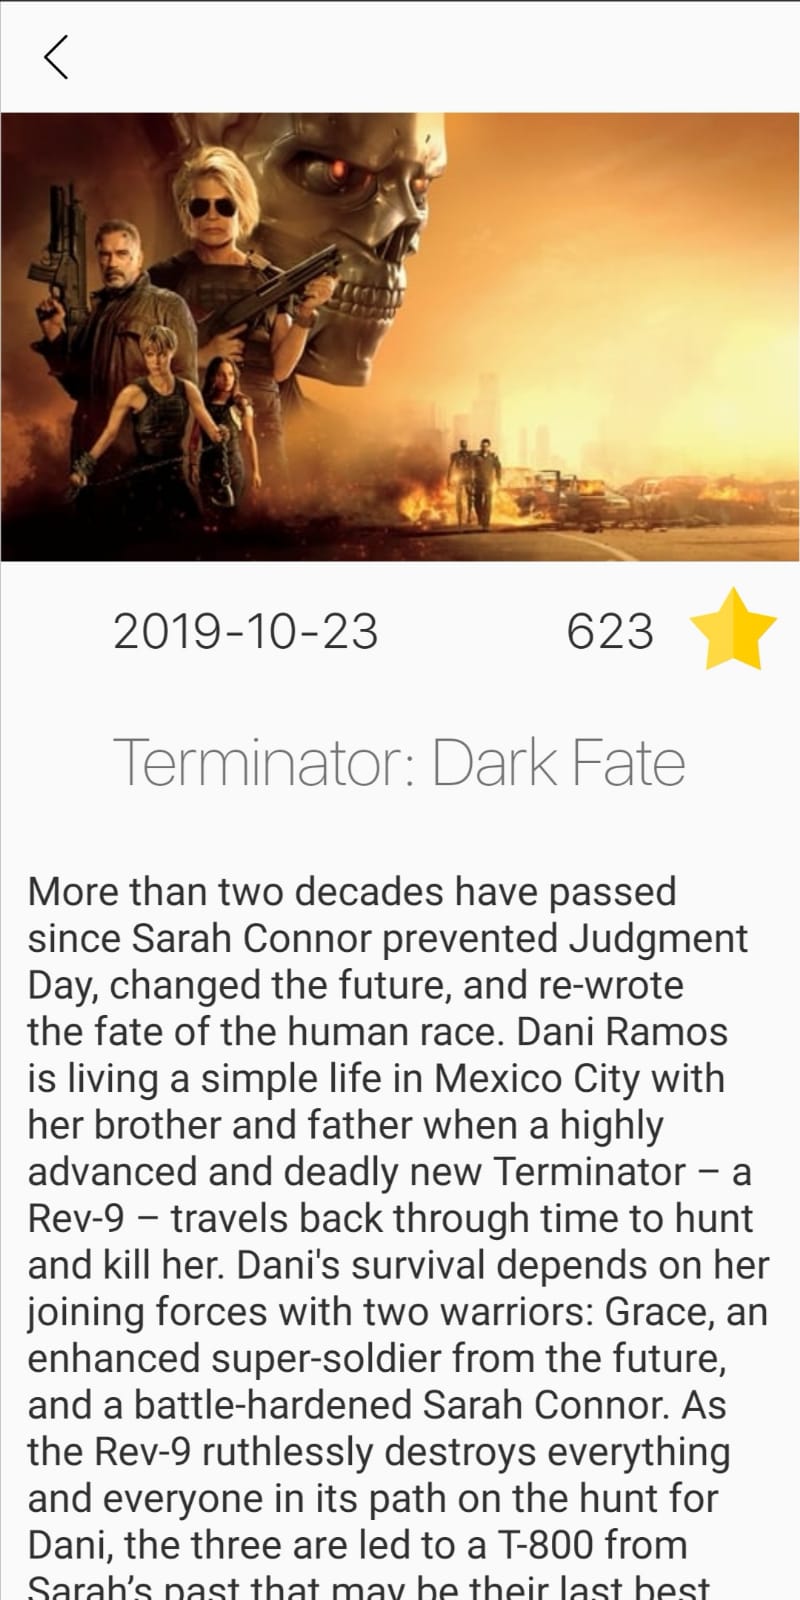 2019-10-23
623
Terminator: Dark Fate
More than two decades have passed
since Sarah Connor prevented Judgment
Day, changed the future, and re-wrote
the fate of the human race. Dani Ramos
is living a simple life in Mexico City with
her brother and father when a highly
advanced and deadly new Terminator – a
Rev-9 – travels back through time to hunt
and kill her. Dani's survival depends on her
joining forces with two warriors: Grace, an
enhanced super-soldier from the future,
and a battle-hardened Sarah Connor. As
the Rev-9 ruthlessly destroys everything
and everyone in its path on the hunt for
Dani, the three are led to a T-800 from
Sarah’s past that may be their last best